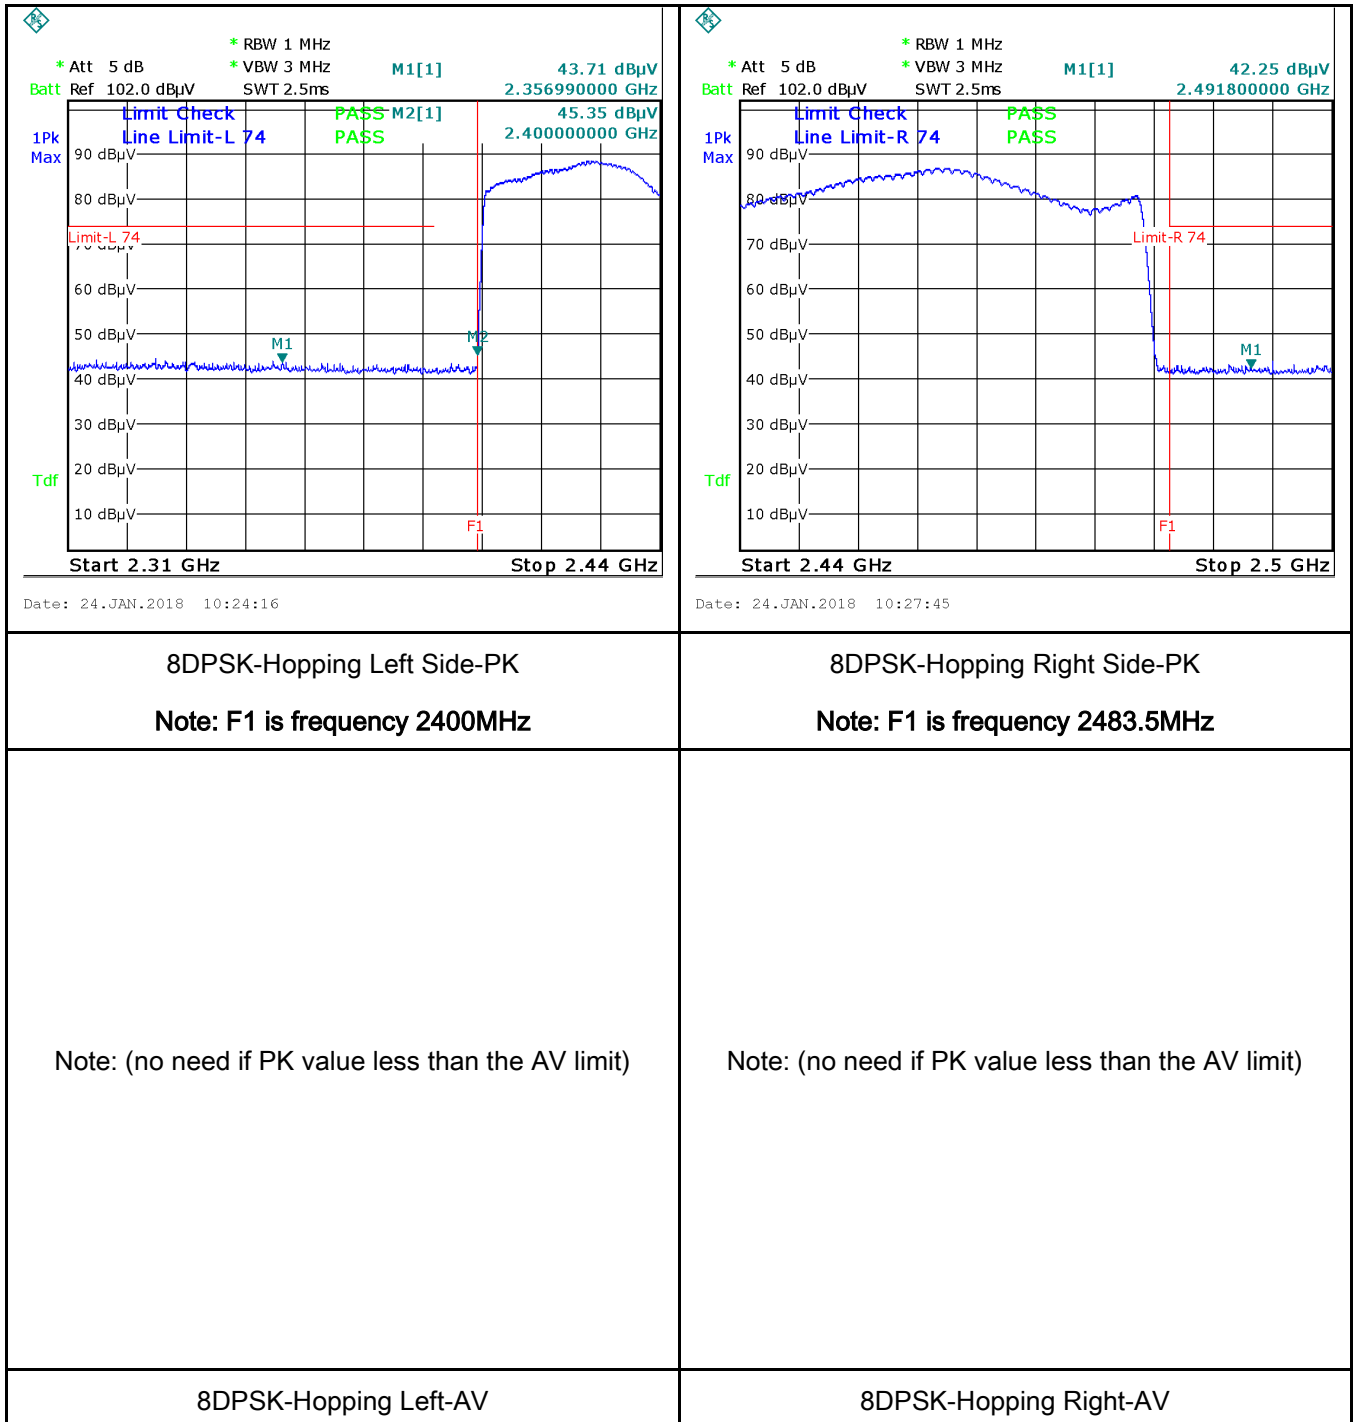 * RBW 1 MHz
* Att 5 dB * VBW 3 MHz M1[1] 43.71 dBµV
Batt Ref 102.0 dBµV SWT 2.5ms 2.356990000 GHz
Limit Check PASS M2[1] 45.35 dBµV
1Pk Line Limit-L 74 PASS 2.400000000 GHz
Max 90 dBµV
80 dBµV
Limit-L 74
70 dBµV
60 dBµV
50 dBµV
M1 M2
40 dBµV
30 dBµV
Tdf 20 dBµV
10 dBµV
F1
Start 2.31 GHz Stop 2.44 GHz
Date: 24.JAN.2018 10:24:16
* RBW 1 MHz
* Att 5 dB * VBW 3 MHz M1[1] 42.25 dBµV
Batt Ref 102.0 dBµV SWT 2.5ms 2.491800000 GHz
Limit Check PASS
1Pk Line Limit-R 74 PASS
Max 90 dBµV
80 dBµV
Limit-R 74
70 dBµV
60 dBµV
50 dBµV
M1
40 dBµV
30 dBµV
Tdf 20 dBµV
10 dBµV
F1
Start 2.44 GHz Stop 2.5 GHz
Date: 24.JAN.2018 10:27:45
8DPSK-Hopping Left Side-PK
Note: F1 is frequency 2400MHz
8DPSK-Hopping Right Side-PK
Note: F1 is frequency 2483.5MHz
Note: (no need if PK value less than the AV limit)
Note: (no need if PK value less than the AV limit)
8DPSK-Hopping Left-AV
8DPSK-Hopping Right-AV